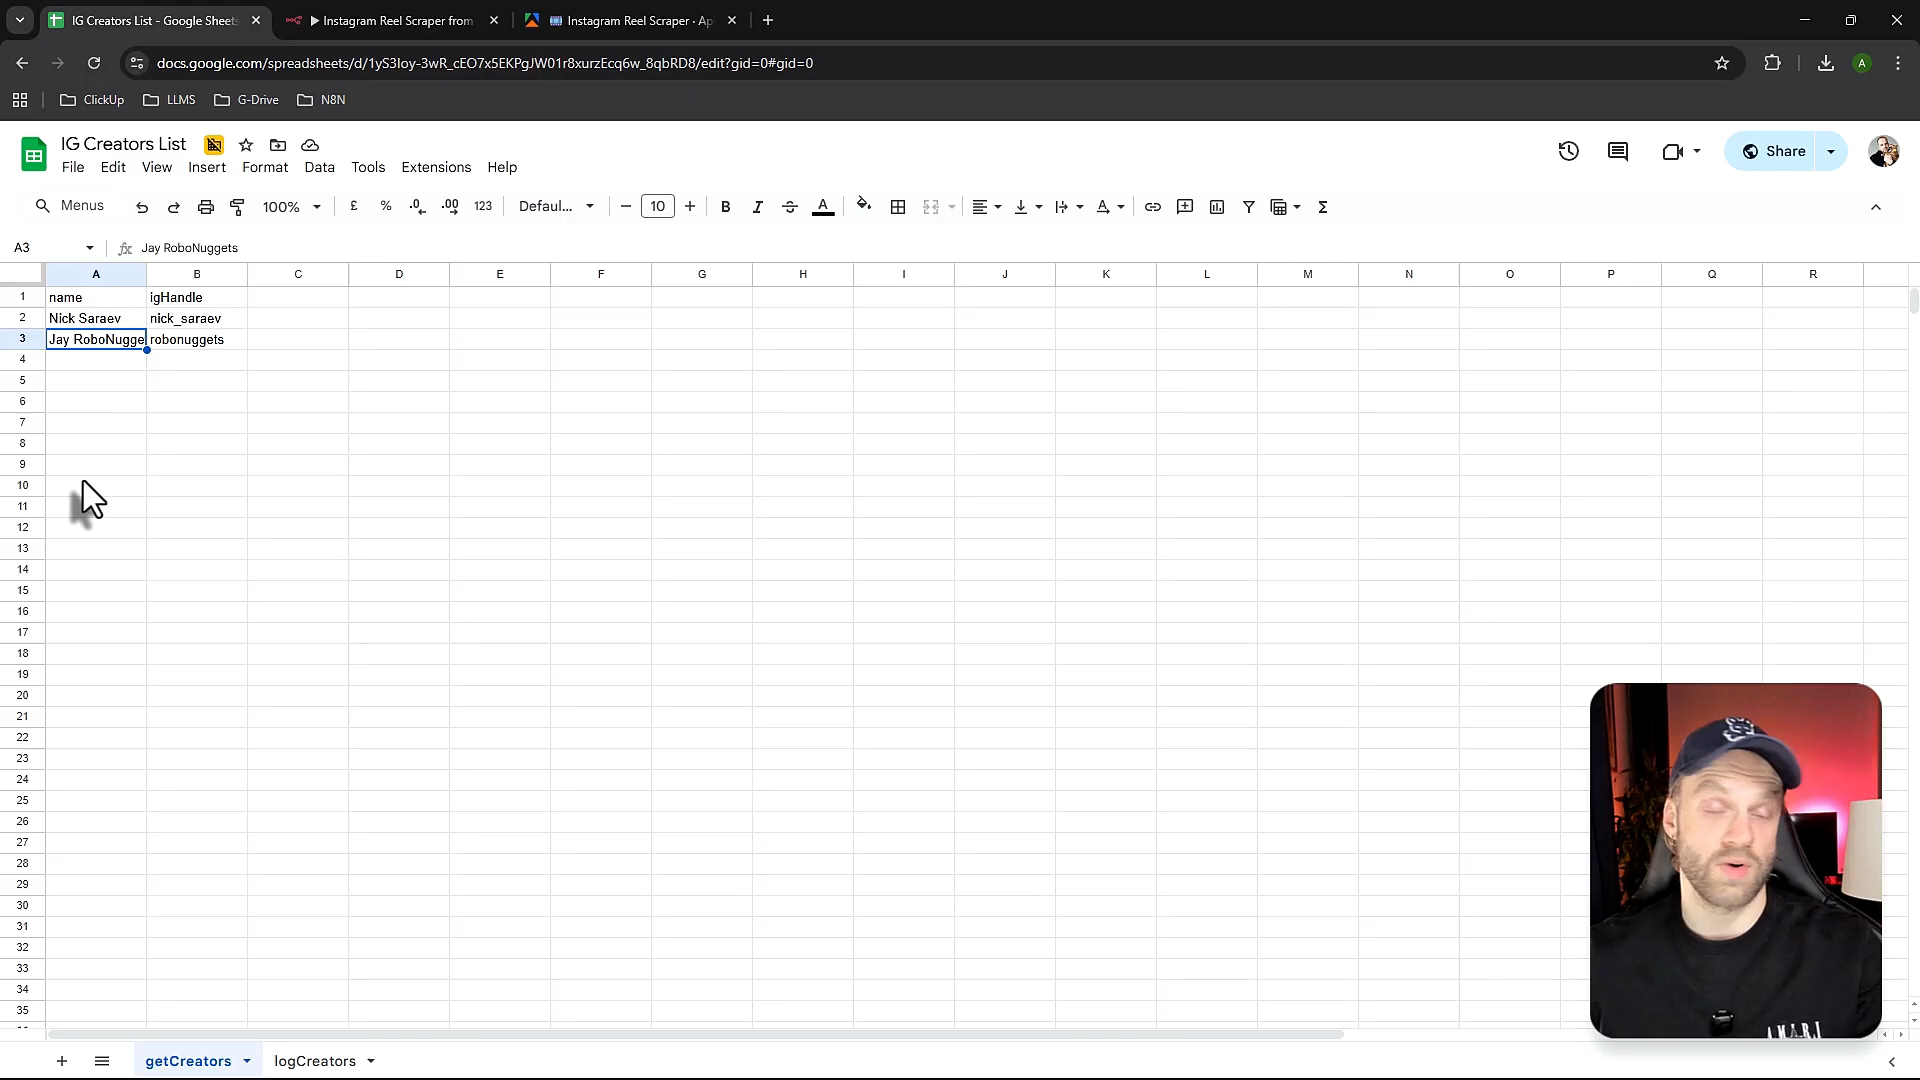 IG Creators List - Google Sheets
Instagram Reel Scraper from
Instagram Reel Scraper · Ap
docs.google.com/spreadsheets/d/1yS3loy-3wR_cEO7x5EKPgJW01r8xurzEcq6w_8qbRD8/edit?gid=0#gid=0
A
ClickUp
LLMS
G-Drive
N8N
IG Creators List
File Edit View Insert Format Data Tools Extensions Help
Share
Menus
100%
£ % .0 .00 123
Defaul...
10
B I A
A3
Jay RoboNuggets
A B C D E F G H I J K L M N O P Q R
1 name igHandle
2 Nick Saraev nick_saraev
3 Jay RoboNugge robonuggets
4
5
6
7
8
9
10
11
12
13
14
15
16
17
18
19
20
21
22
23
24
25
26
27
28
29
30
31
32
33
34
35
getCreators
logCreators